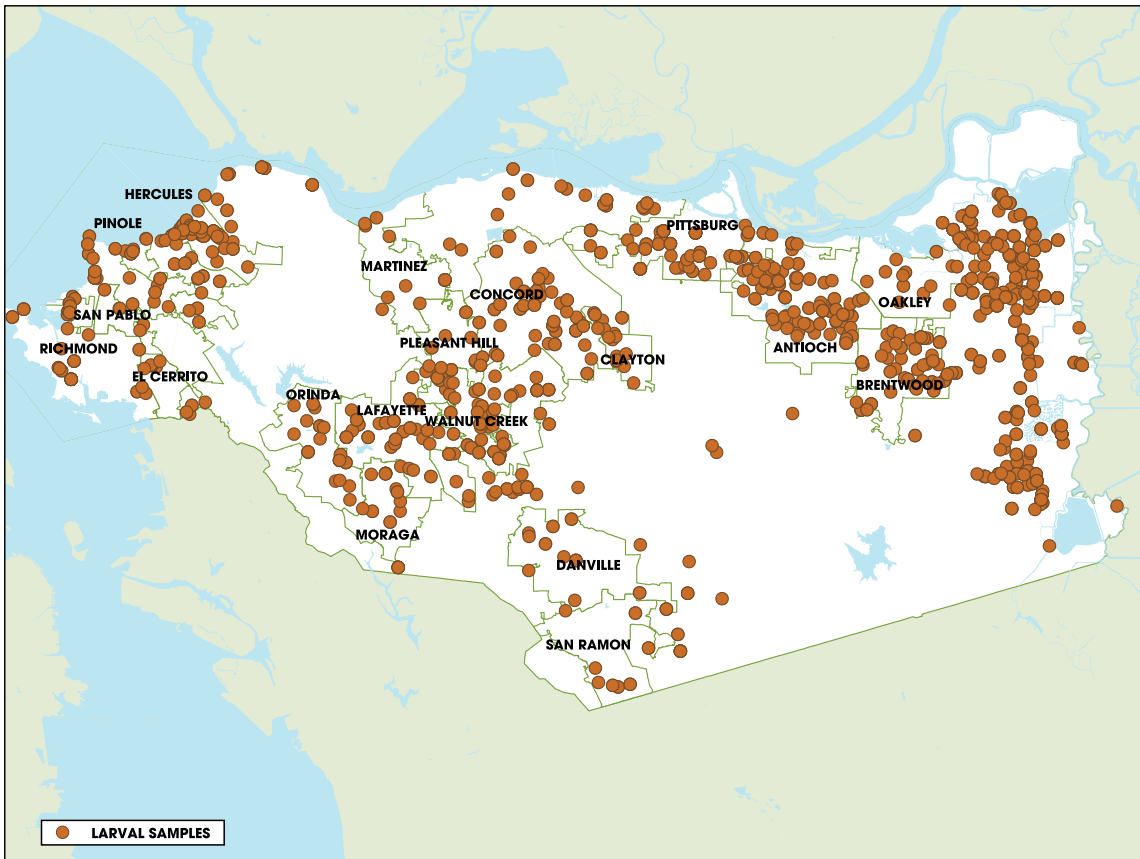 HERCULES
PINOLE
PITTSBURG
MARTINEZ
CONCORD
OAKLEY
SAN PABLO
RICHMOND
PLEASANT HILL
ANTIOCH
CLAYTON
EL CERRITO
BRENTWOOD
ORINDA
LAFAYETTE
WALNUT CREEK
MORAGA
DANVILLE
SAN RAMON
LARVAL SAMPLES